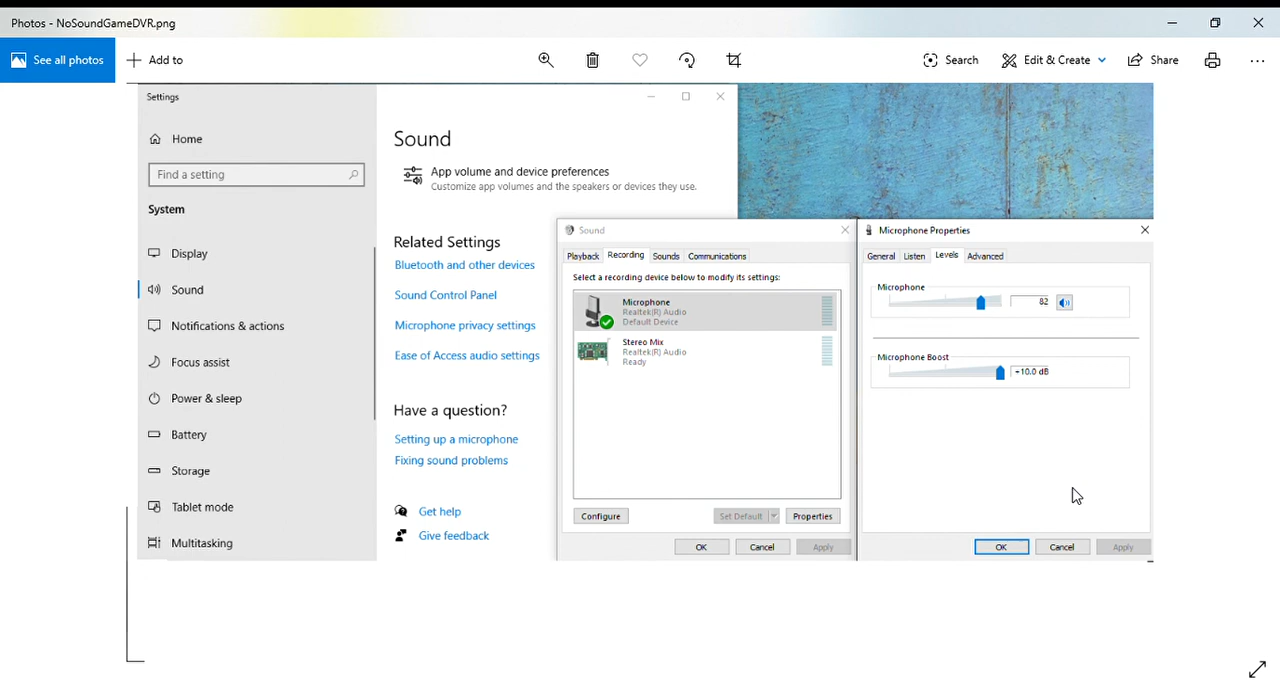 Photos - NoSoundGameDVR.png
See all photos
Add to
Search
Edit & Create
Share
Settings
Home
Find a setting
System
Display
Sound
Notifications & actions
Focus assist
Power & sleep
Battery
Storage
Tablet mode
Multitasking
Sound
App volume and device preferences
Customize app volumes and the speakers or devices they use.
Related Settings
Bluetooth and other devices
Sound Control Panel
Microphone privacy settings
Ease of Access audio settings
Have a question?
Setting up a microphone
Fixing sound problems
Get help
Give feedback
Sound
Playback Recording Sounds Communications
Select a recording device below to modify its settings:
Microphone
Realtek(R) Audio
Default Device
Stereo Mix
Realtek(R) Audio
Ready
Configure Set Default Properties
OK Cancel Apply
Microphone Properties
General Listen Levels Advanced
Microphone
82
Microphone Boost
+10.0 dB
OK Cancel Apply